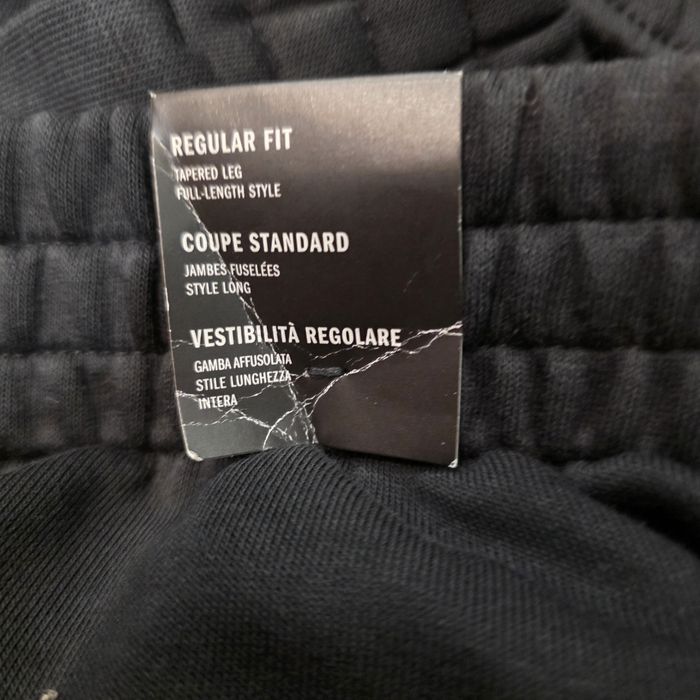 REGULAR FIT
TAPERED LEG
FULL-LENGTH STYLE
COUPE STANDARD
JAMBES FUSELÉES
STYLE LONG
VESTIBILITÀ REGOLARE
GAMBA AFFUSOLATA
STILE LUNGHEZZA
INTERA